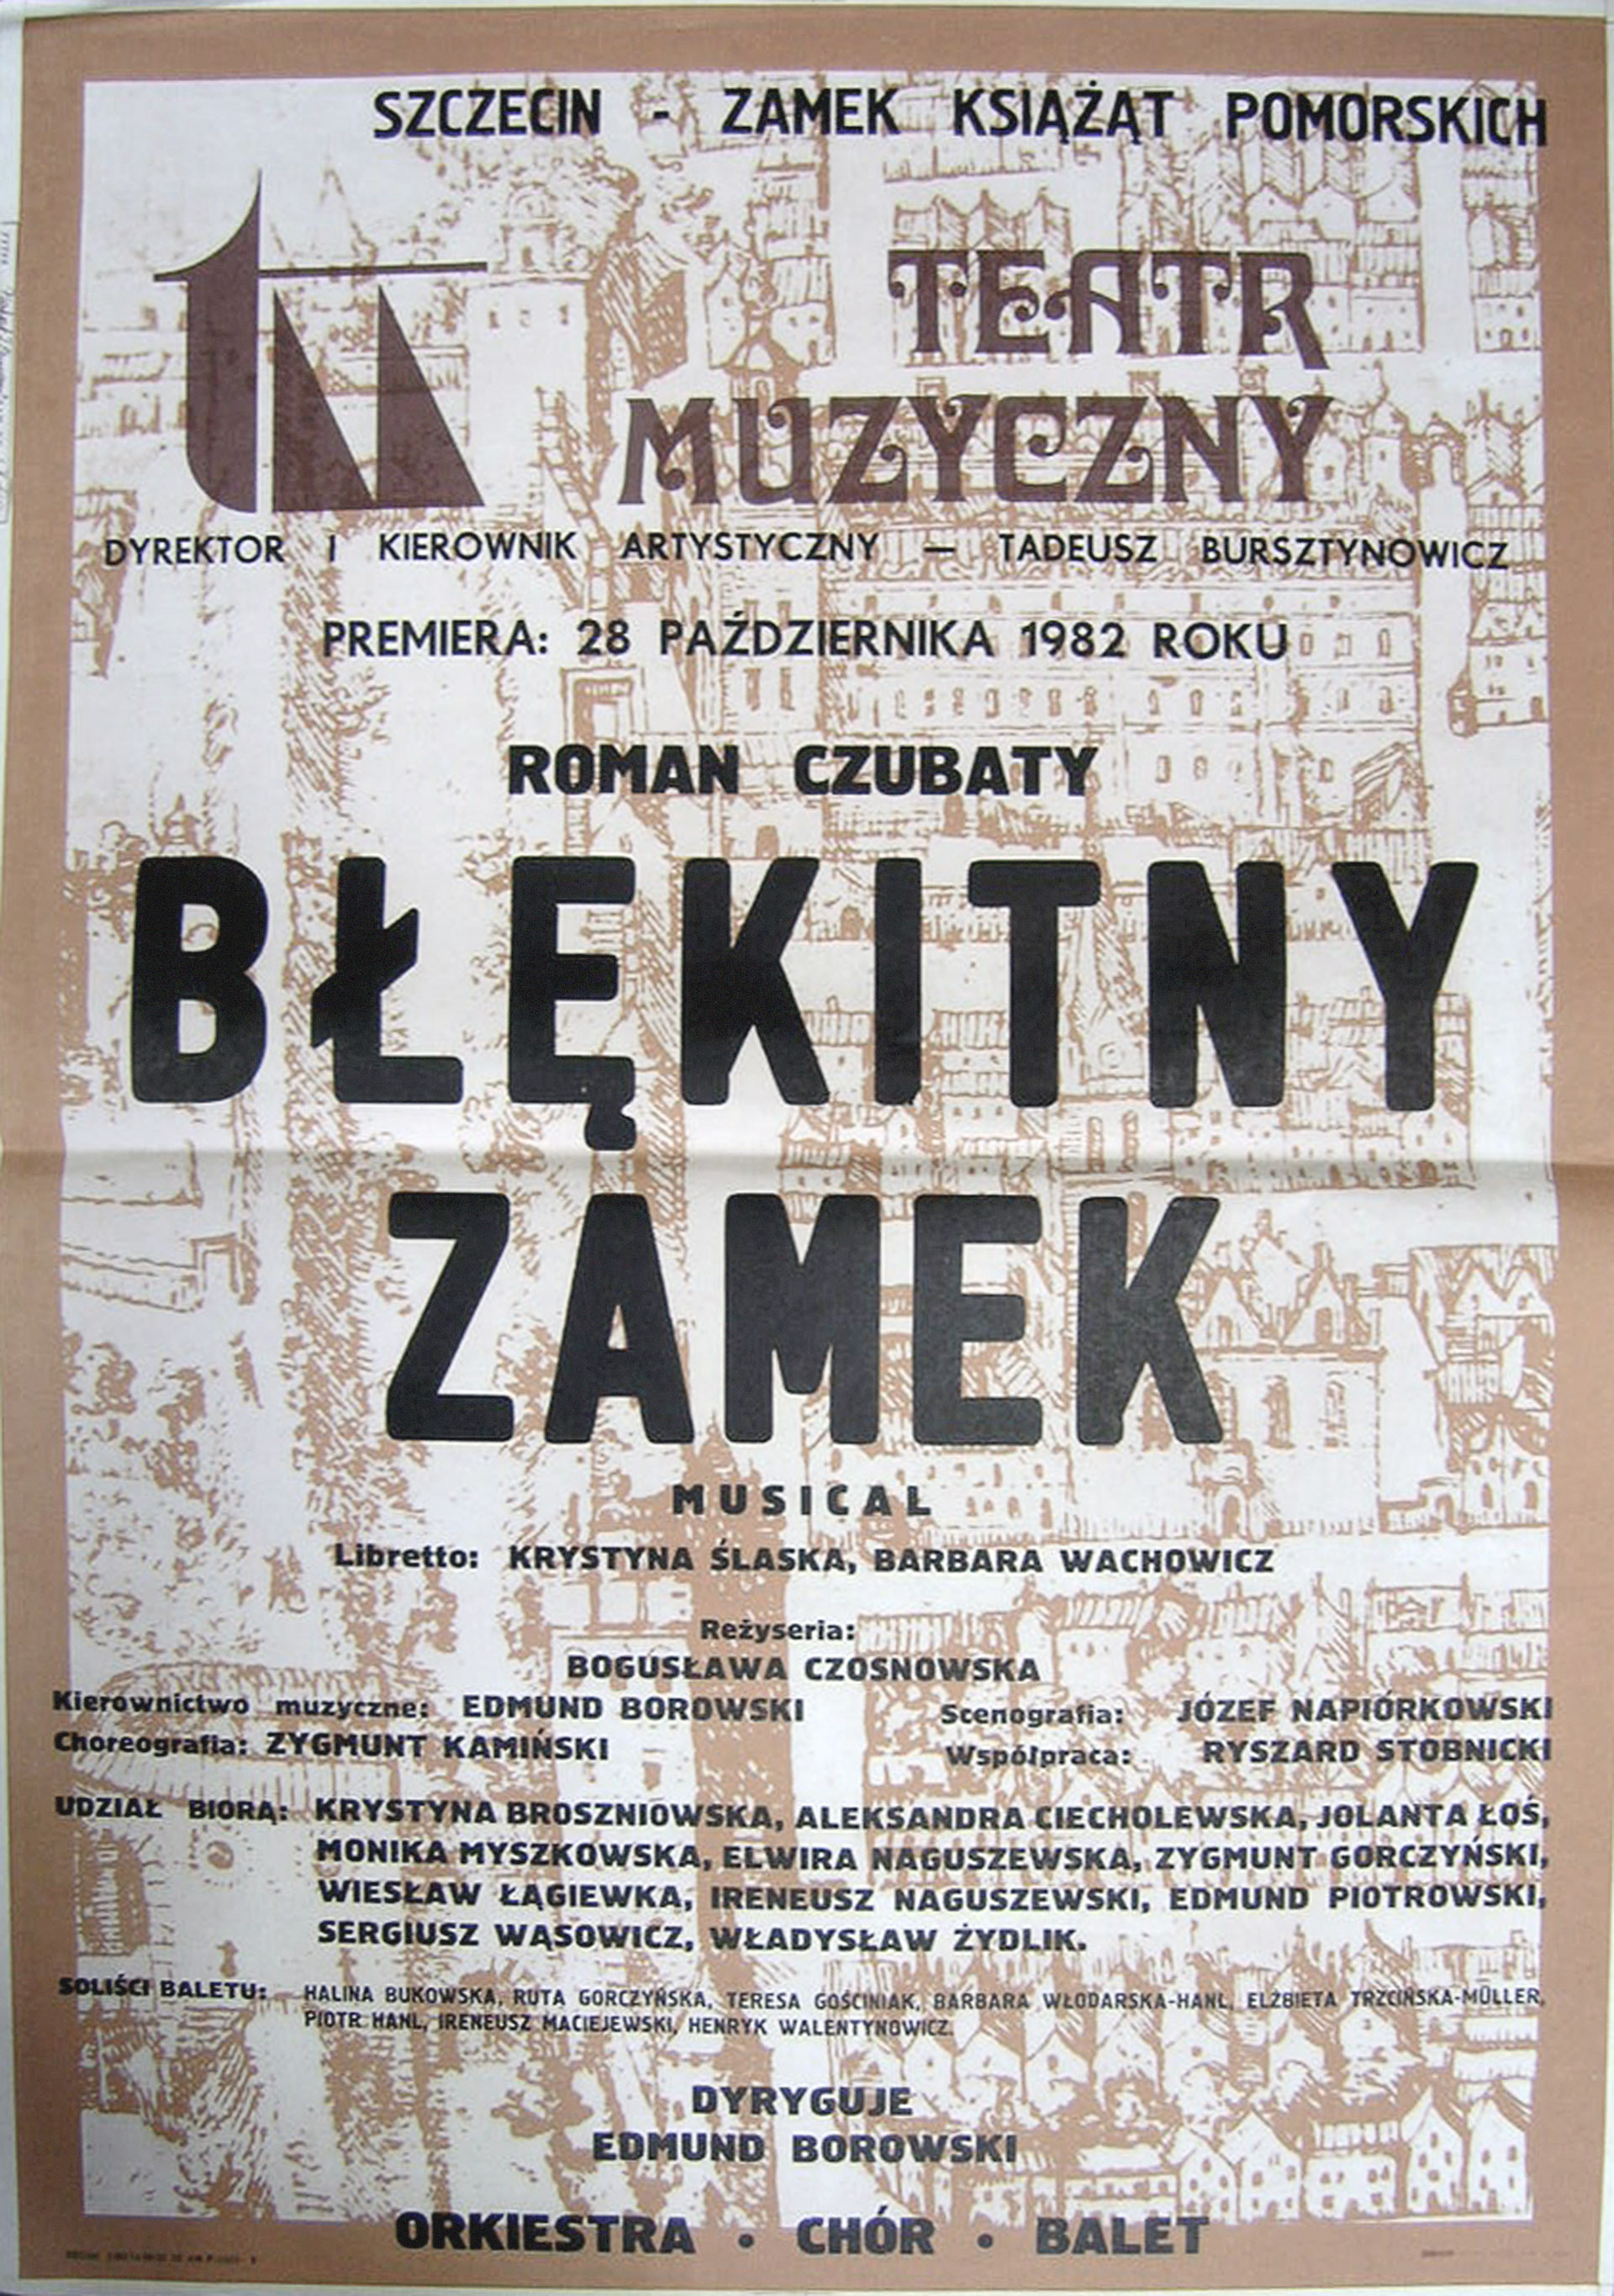 SZCZECIN - ZAMEK KSIĄŻĄT POMORSKICH
TEATR
MUZYCZNY
DYREKTOR I KIEROWNIK ARTYSTYCZNY — TADEUSZ BURSZTYNOWICZ
PREMIERA: 28 PAŹDZIERNIKA 1982 ROKU
ROMAN CZUBATY
BŁĘKITNY
ZAMEK
MUSICAL
Libretto: KRYSTYNA ŚLASKA, BARBARA WACHOWICZ
Reżyseria:
BOGUSŁAWA CZOSNOWSKA
Kierownictwo muzyczne: EDMUND BOROWSKI
Choreografia: ZYGMUNT KAMIŃSKI
Scenografia: JÓZEF NAPIÓRKOWSKI
Współpraca: RYSZARD STOBNICKI
UDZIAŁ BIORĄ: KRYSTYNA BROSZNIOWSKA, ALEKSANDRA CIECHOLEWSKA, JOLANTA ŁOŚ,
MONIKA MYSZKOWSKA, ELWIRA NAGUSZEWSKA, ZYGMUNT GORCZYŃSKI,
WIESŁAW ŁĄGIEWKA, IRENEUSZ NAGUSZEWSKI, EDMUND PIOTROWSKI,
SERGIUSZ WĄSOWICZ, WŁADYSŁAW ŻYDLIK.
SOLIŚCI BALETU: HALINA BUKOWSKA, RUTA GORCZYŃSKA, TERESA GOŚCINIAK, BARBARA WŁODARSKA-HANL, ELŻBIETA TRZCIŃSKA-MÜLLER,
PIOTR HANL, IRENEUSZ MACIEJEWSKI, HENRYK WALENTYNOWICZ.
DYRYGUJE
EDMUND BOROWSKI
ORKIESTRA • CHÓR • BALET